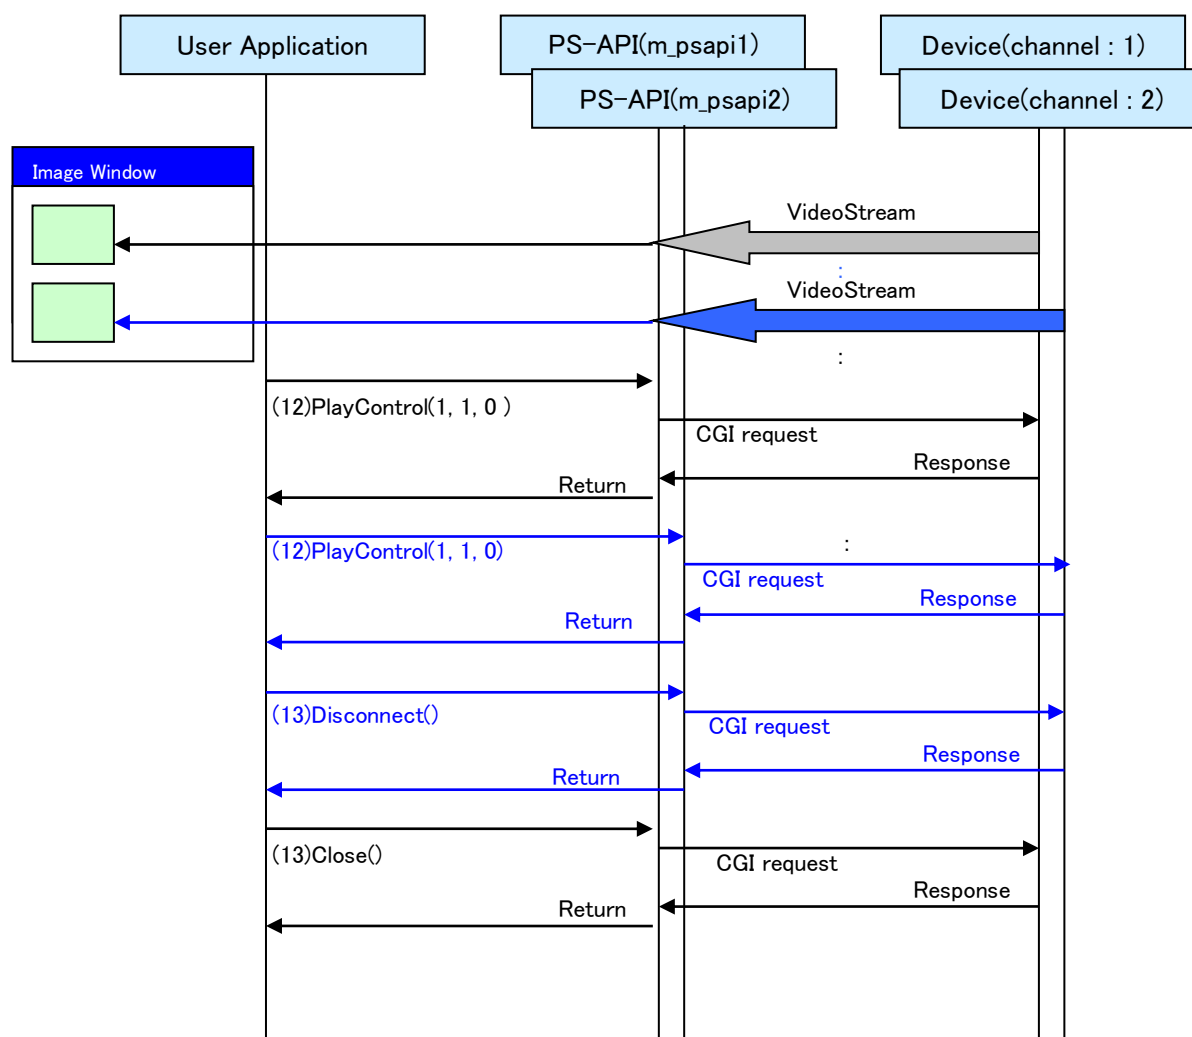 User Application
PS-API(m_psapi1)
Device(channel : 1)
PS-API(m_psapi2)
Device(channel : 2)
Image Window
VideoStream
:
VideoStream
:
(12)PlayControl(1, 1, 0 )
CGI request
Response
Return
(12)PlayControl(1, 1, 0)
:
CGI request
Response
Return
(13)Disconnect()
CGI request
Response
Return
(13)Close()
CGI request
Response
Return